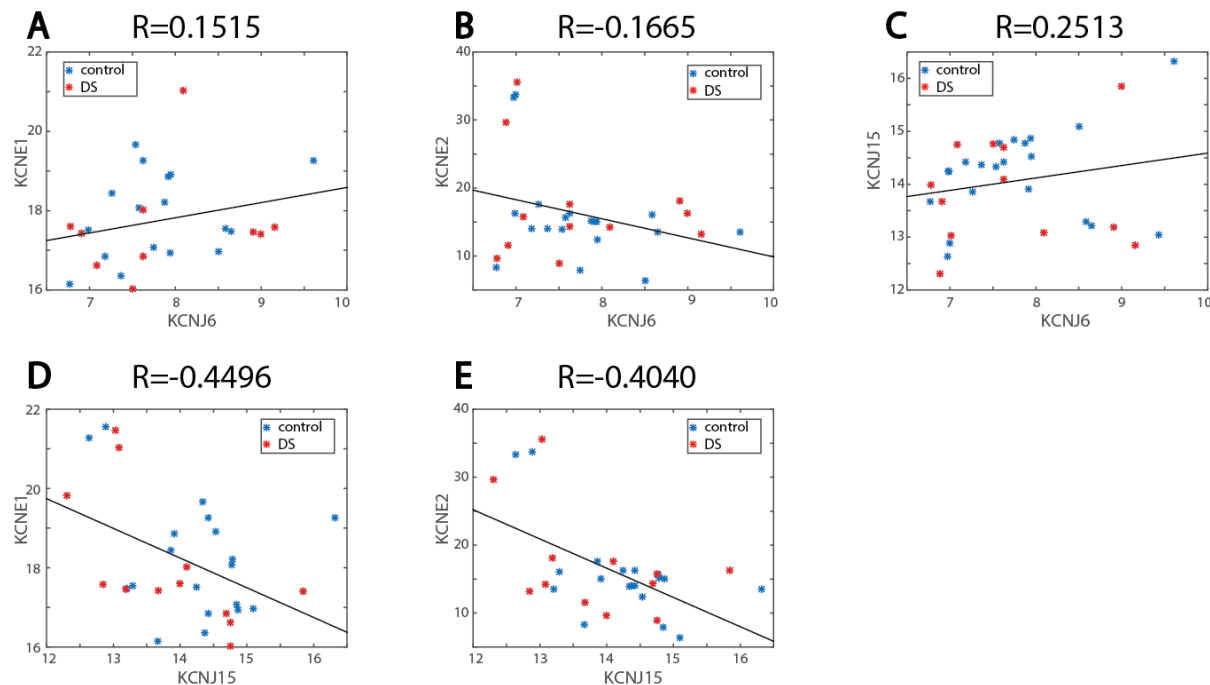 A R=0.1515
22
20
18
16
KCNE1
control
DS
7 8 9 10
KCNJ6
B R=-0.1665
40
30
20
10
KCNE2
control
DS
7 8 9 10
KCNJ6
C R=0.2513
16
15
14
13
12
KCNJ15
control
DS
7 8 9 10
KCNJ6
D R=-0.4496
22
20
18
16
KCNE1
control
DS
12 13 14 15 16
KCNJ15
E R=-0.4040
40
30
20
10
KCNE2
control
DS
12 13 14 15 16
KCNJ15